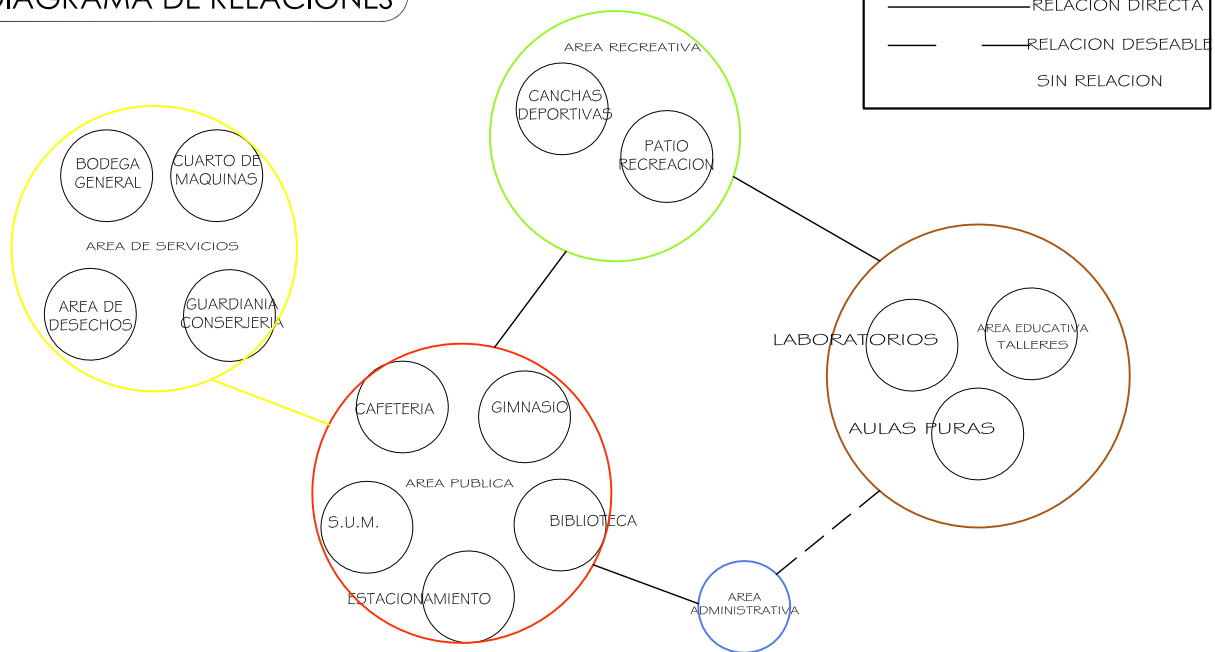 DIAGRAMA DE RELACIONES
RELACION DIRECTA
RELACION DESEABLE
SIN RELACION
AREA RECREATIVA
CANCHAS
DEPORTIVAS
PATIO
RECREACION
BODEGA
GENERAL
CUARTO DE
MAQUINAS
AREA DE SERVICIOS
AREA DE
DESECHOS
GUARDIANIA
CONSERJERIA
LABORATORIOS
AREA EDUCATIVA
TALLERES
AULAS PURAS
CAFETERIA
GIMNASIO
AREA PUBLICA
S.U.M.
BIBLIOTECA
ESTACIONAMIENTO
AREA
ADMINISTRATIVA